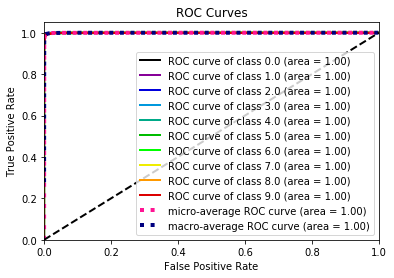 ROC Curves
True Positive Rate
1.0
0.8
0.6
0.4
0.2
0.0
ROC curve of class 0.0 (area = 1.00)
ROC curve of class 1.0 (area = 1.00)
ROC curve of class 2.0 (area = 1.00)
ROC curve of class 3.0 (area = 1.00)
ROC curve of class 4.0 (area = 1.00)
ROC curve of class 5.0 (area = 1.00)
ROC curve of class 6.0 (area = 1.00)
ROC curve of class 7.0 (area = 1.00)
ROC curve of class 8.0 (area = 1.00)
ROC curve of class 9.0 (area = 1.00)
micro-average ROC curve (area = 1.00)
macro-average ROC curve (area = 1.00)
0.0 0.2 0.4 0.6 0.8 1.0
False Positive Rate